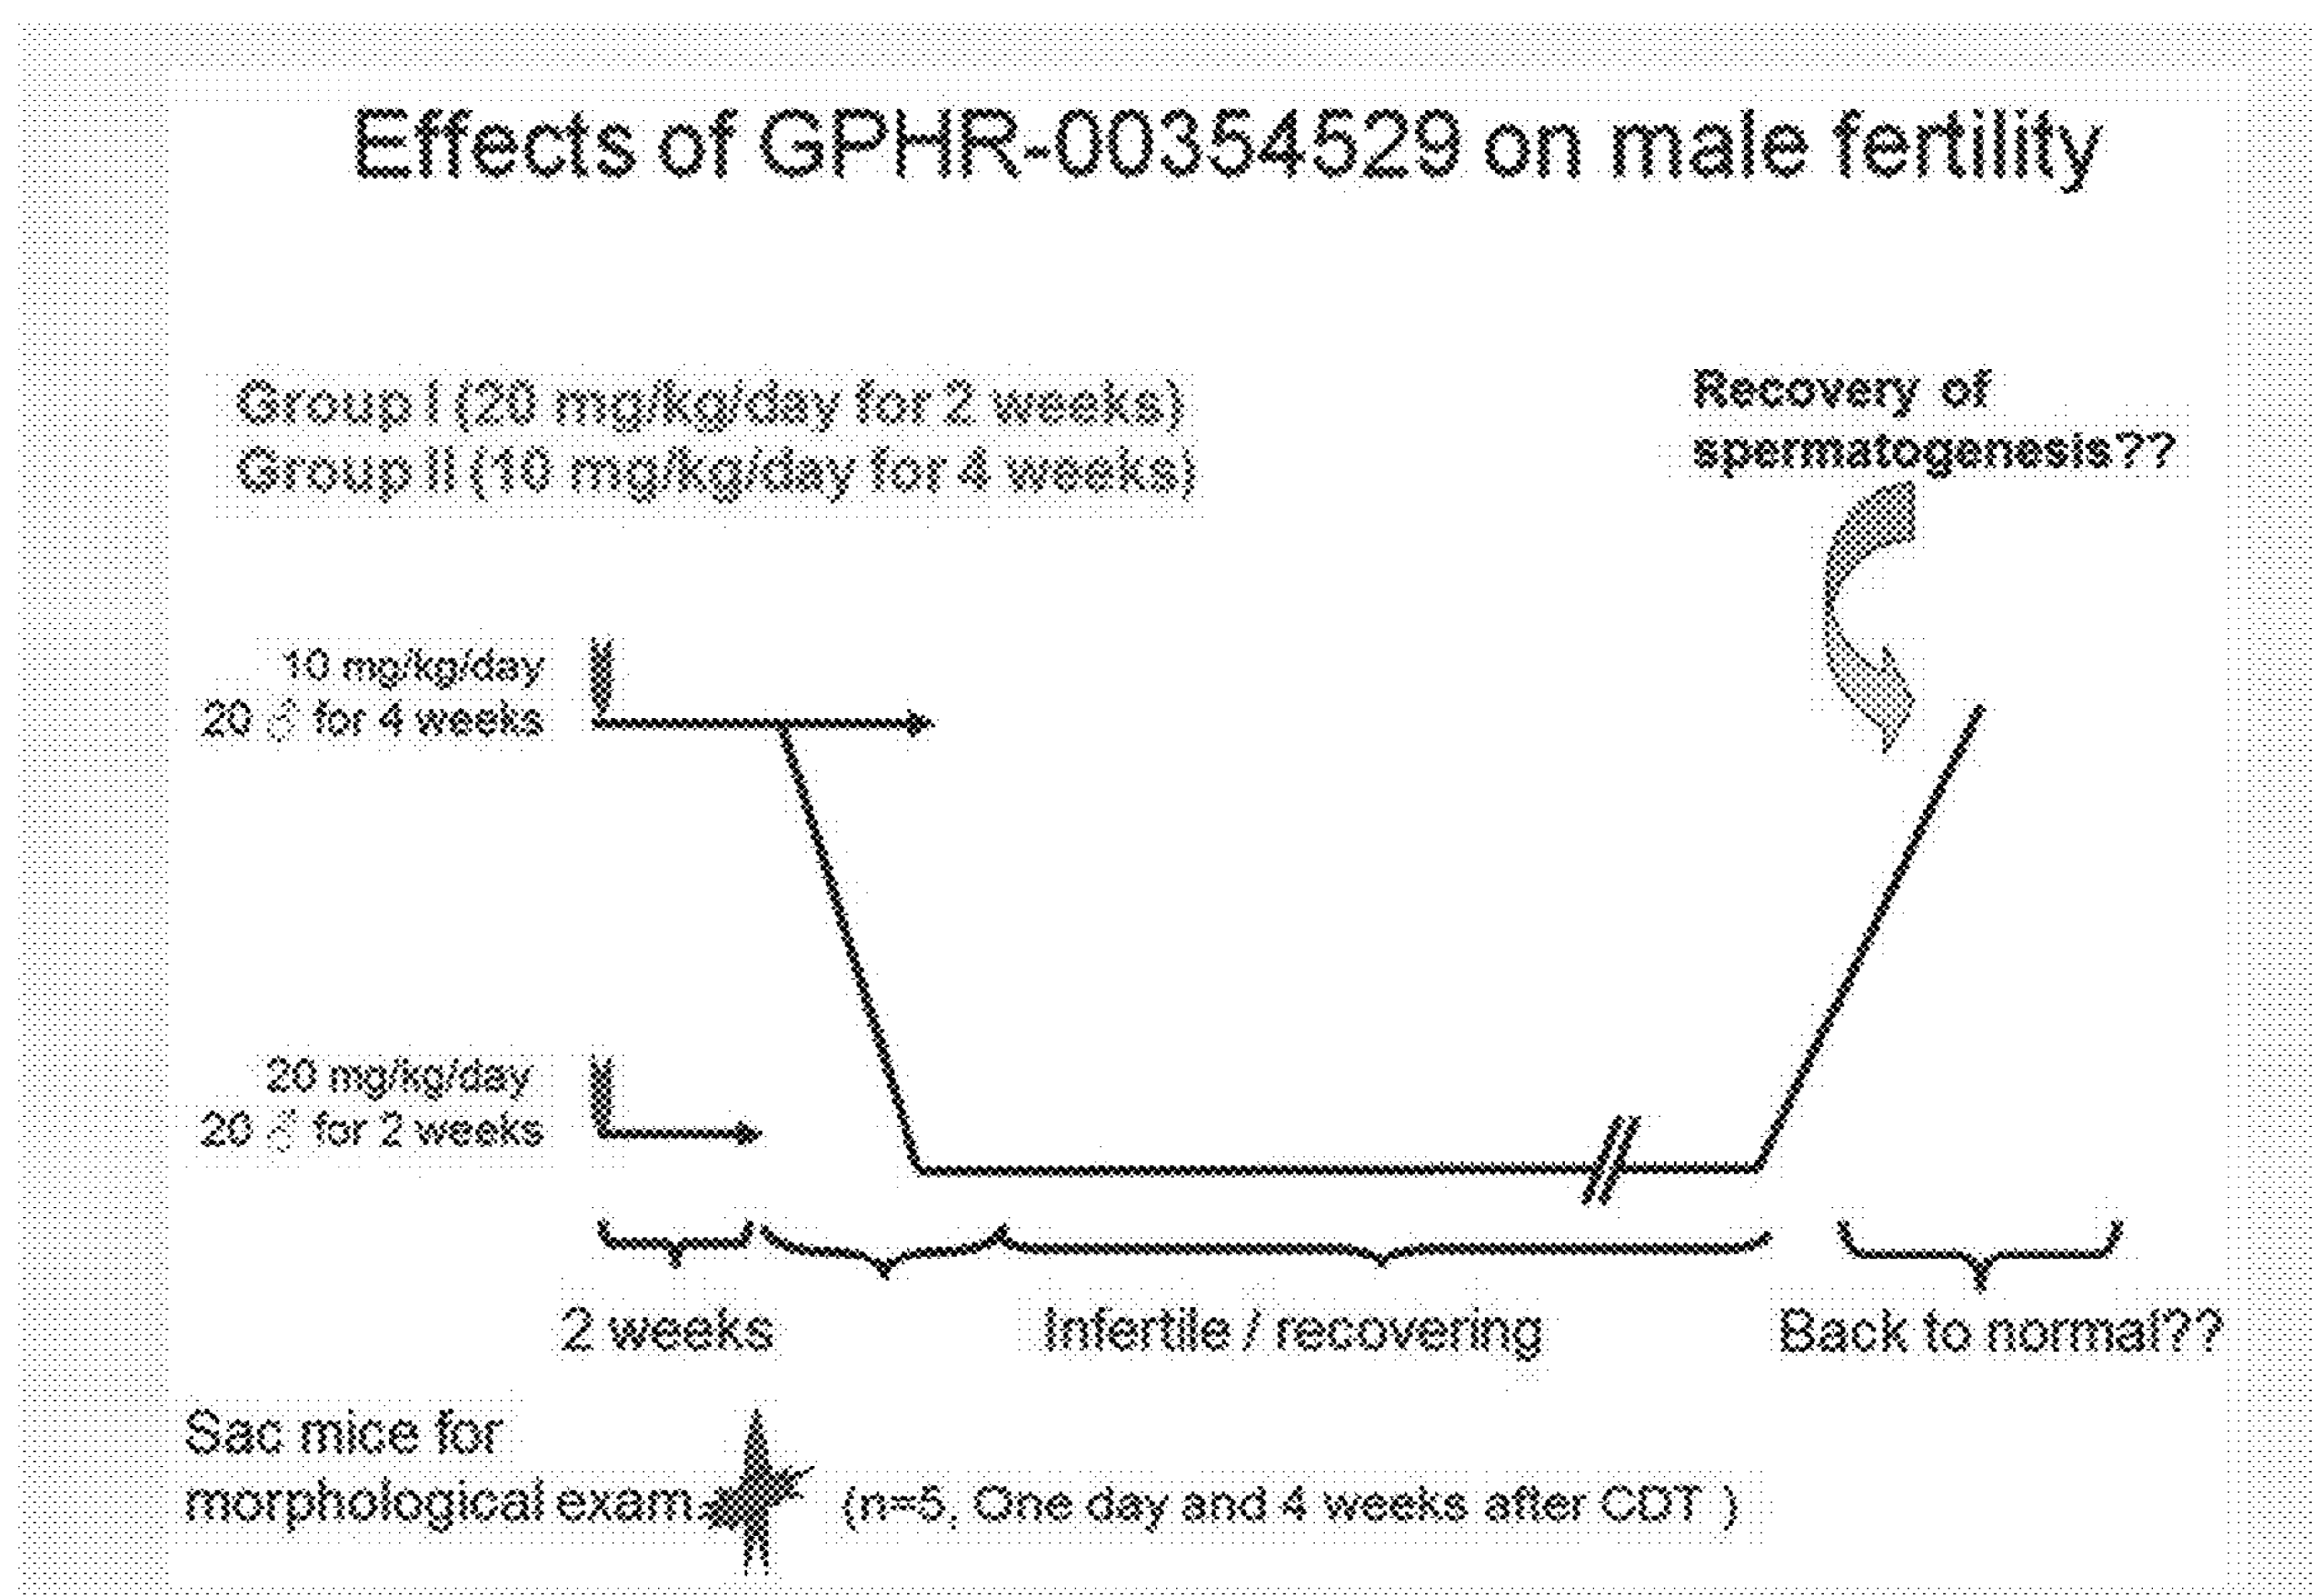 Effects of GPHR-00354529 on male fertility
Group I (20 mg/kg/day for 2 weeks)
Group II (10 mg/kg/day for 4 weeks)
Recovery of
spermatogenesis??
10 mg/kg/day
20 ♂ for 4 weeks
20 mg/kg/day
20 ♂ for 2 weeks
2 weeks
Infertile / recovering
Back to normal??
Sac mice for
morphological exam.
(n=5, One day and 4 weeks after CDT )